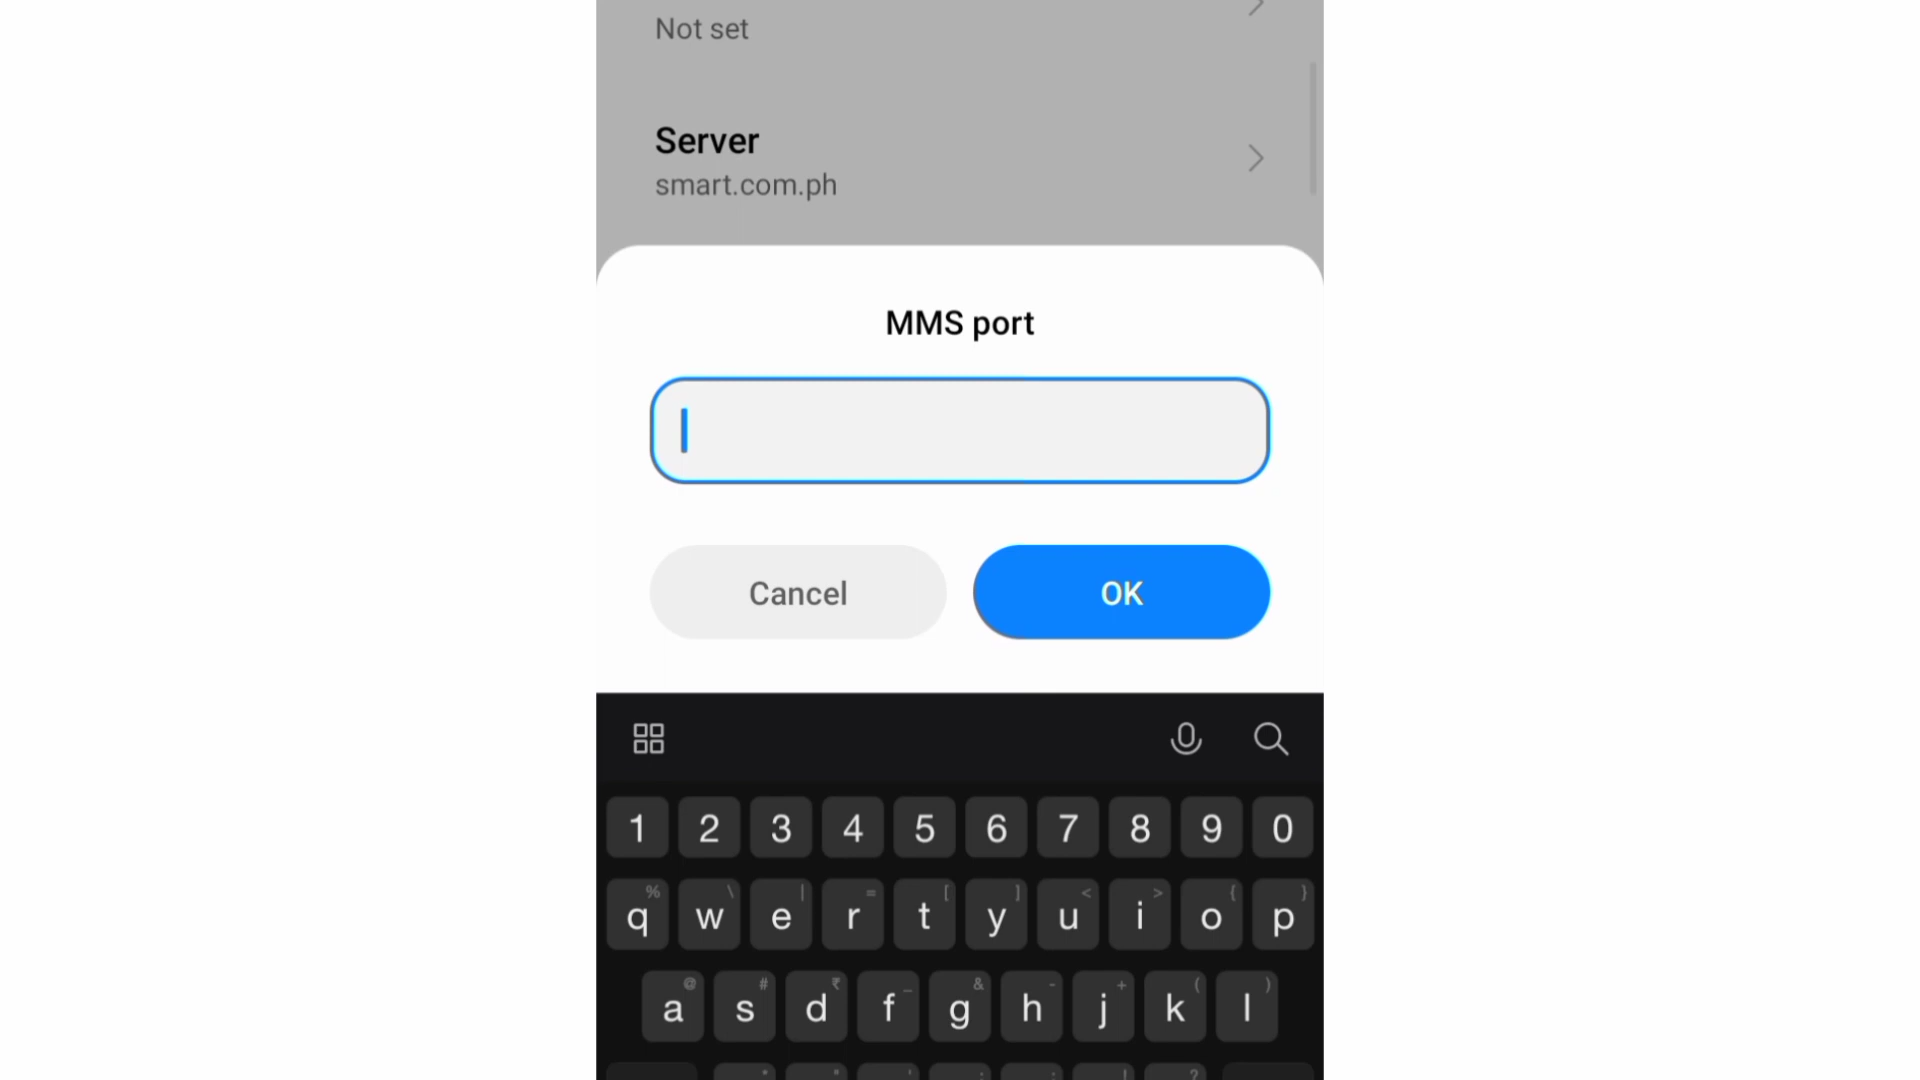 Not set
Server
smart.com.ph
MMS port
Cancel
OK
1 2 3 4 5 6 7 8 9 0
% \ | = [ ] < > { }
q w e r t y u i o p
@ # ₹ _ & - + ( )
a s d f g h j k l